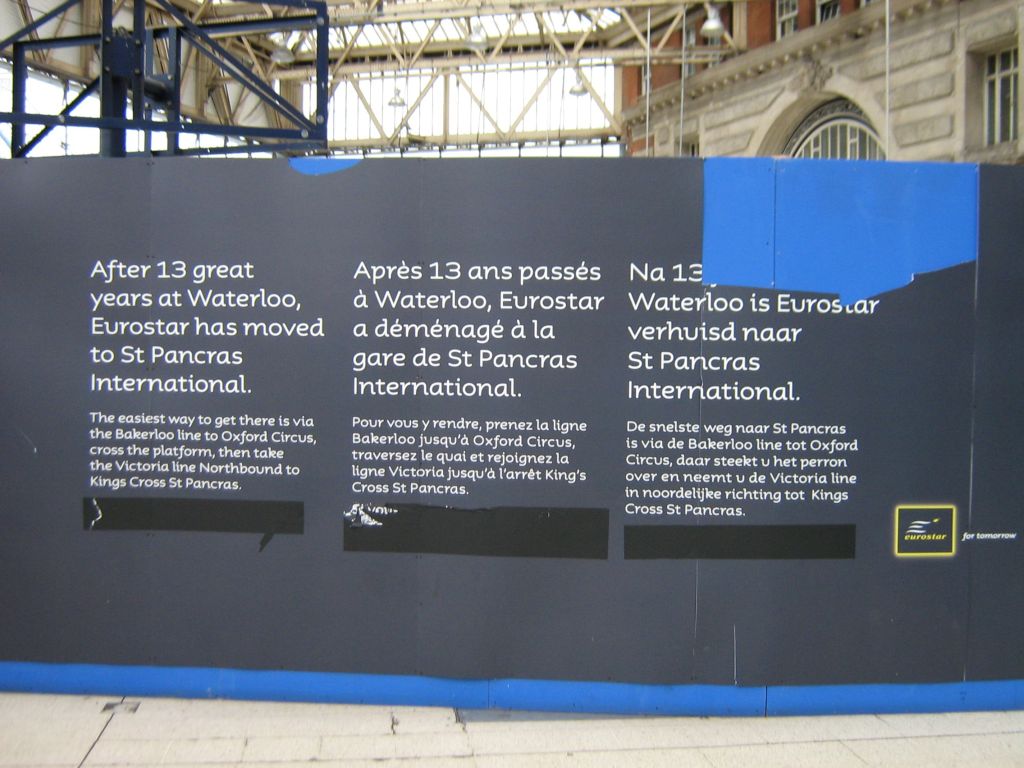 After 13 great
years at Waterloo,
Eurostar has moved
to St Pancras
International.
The easiest way to get there is via
the Bakerloo line to Oxford Circus,
cross the platform, then take
the Victoria line Northbound to
Kings Cross St Pancras.
Après 13 ans passés
à Waterloo, Eurostar
a déménagé à la
gare de St Pancras
International.
Pour vous y rendre, prenez la ligne
Bakerloo jusqu'à Oxford Circus,
traversez le quai et rejoignez la
ligne Victoria jusqu'à l'arrêt King's
Cross St Pancras.
Na 13
Waterloo is Eurostar
verhuisd naar
St Pancras
International.
De snelste weg naar St Pancras
is via de Bakerloo line tot Oxford
Circus, daar steekt u het perron
over en neemt u de Victoria line
in noordelijke richting tot Kings
Cross St Pancras.
eurostar
for tomorrow